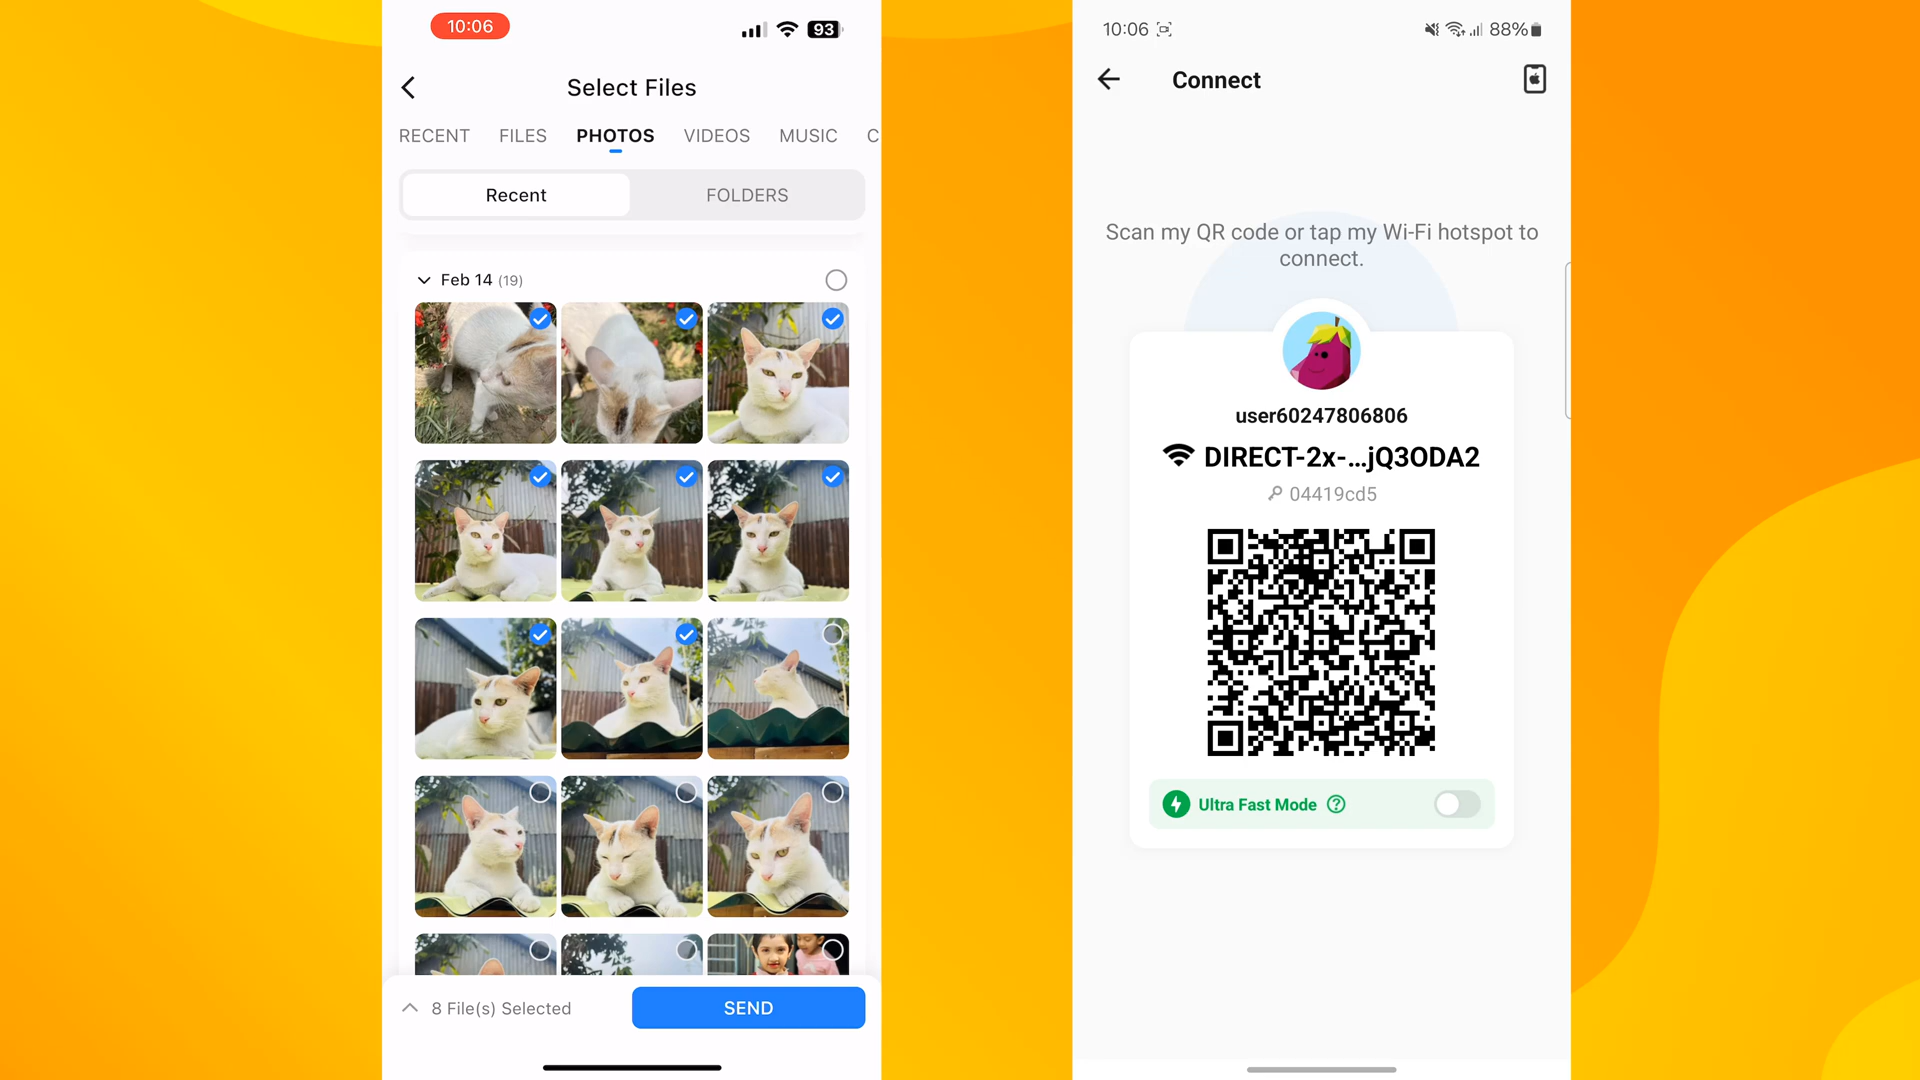 10:06
93
Select Files
RECENT FILES PHOTOS VIDEOS MUSIC C
Recent FOLDERS
Feb 14 (19)
8 File(s) Selected SEND
10:06 88%
Connect
Scan my QR code or tap my Wi-Fi hotspot to
connect.
user60247806806
DIRECT-2x-...jQ3ODA2
04419cd5
Ultra Fast Mode ?